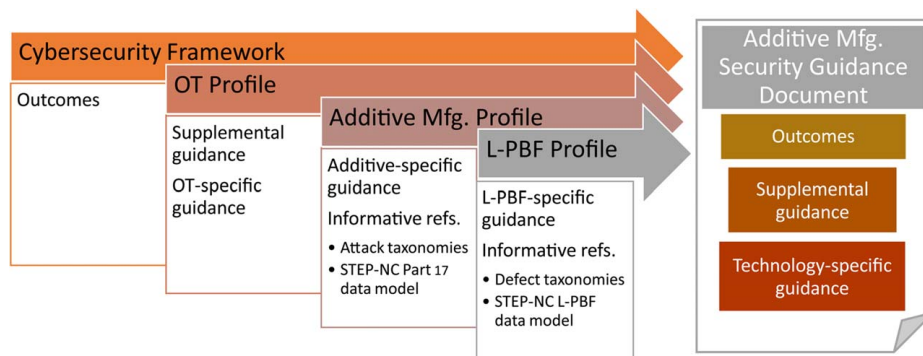 Cybersecurity Framework
Outcomes
OT Profile
Supplemental
guidance
OT-specific
guidance
Additive Mfg. Profile
Additive-specific
guidance
Informative refs.
• Attack taxonomies
• STEP-NC Part 17
data model
L-PBF Profile
L-PBF-specific
guidance
Informative refs.
• Defect taxonomies
• STEP-NC L-PBF
data model
Additive Mfg.
Security Guidance
Document
Outcomes
Supplemental
guidance
Technology-specific
guidance